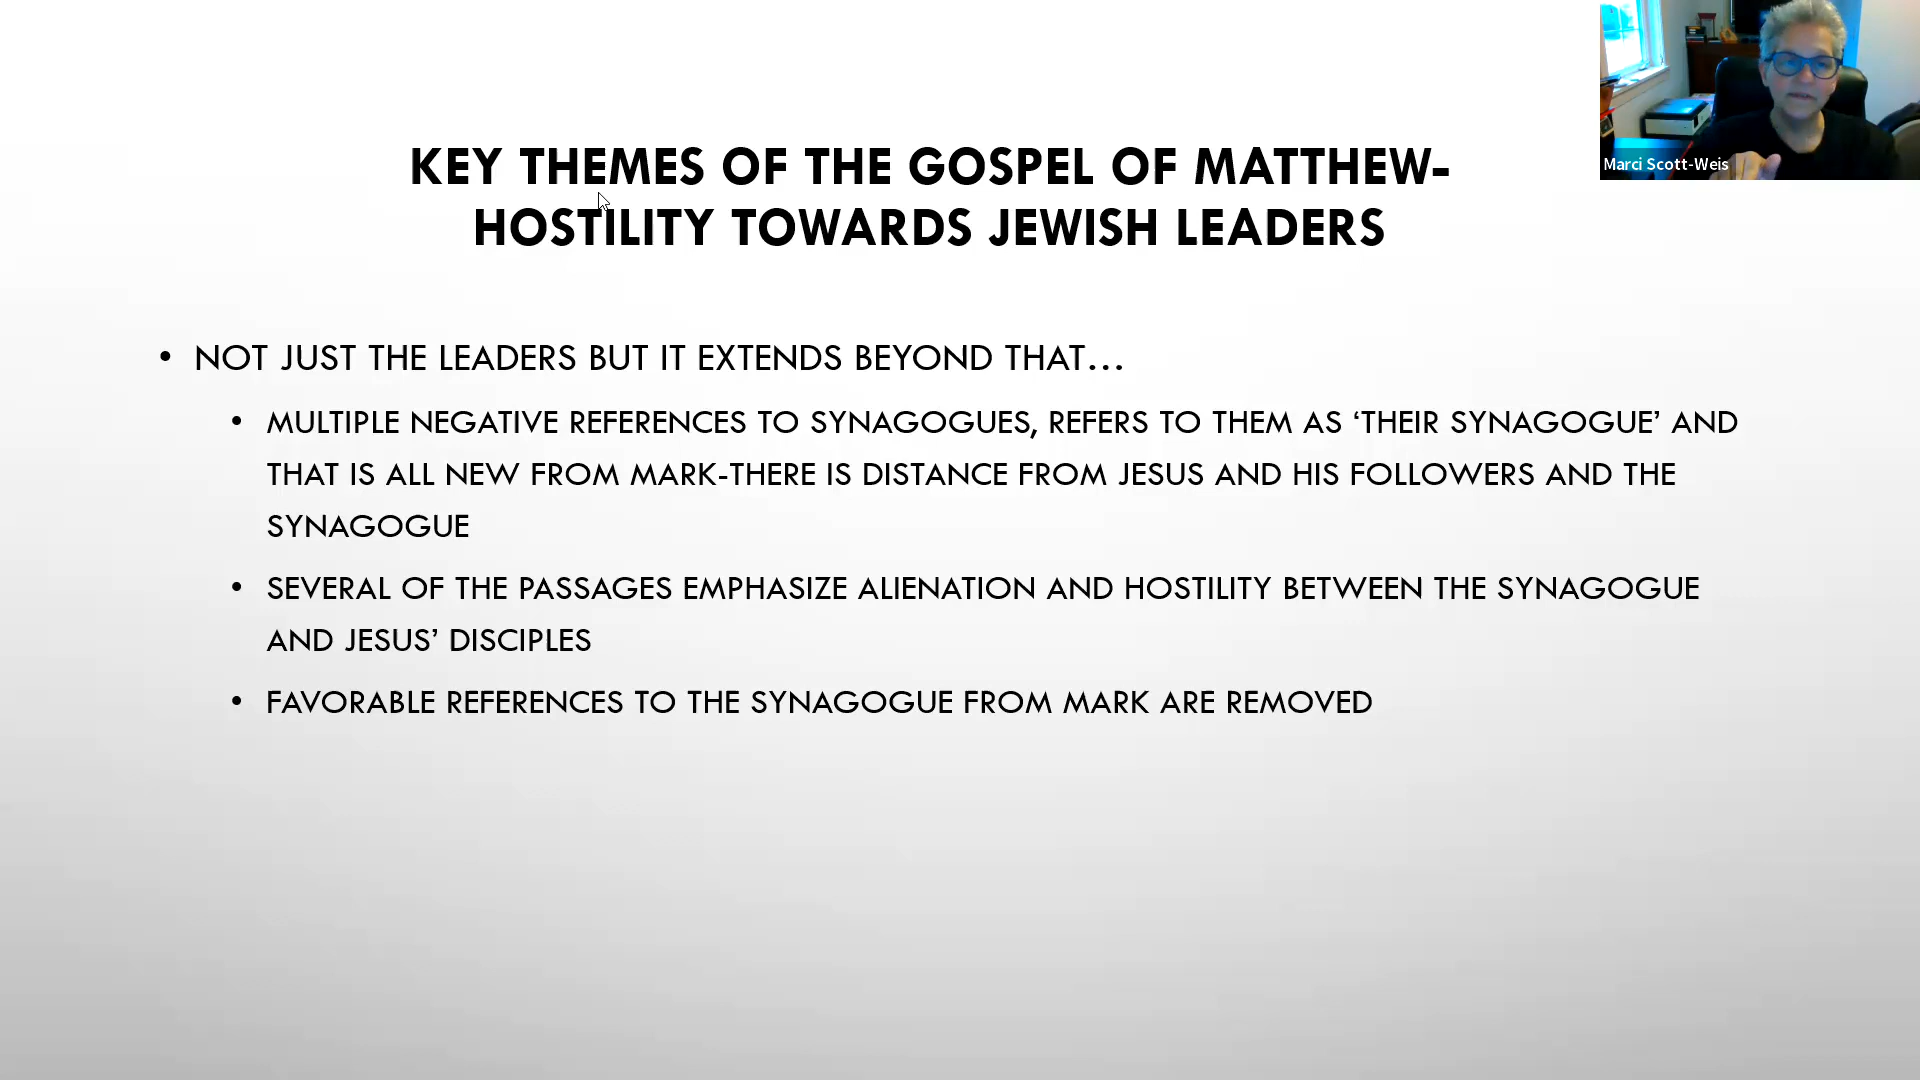 KEY THEMES OF THE GOSPEL OF MATTHEW-
HOSTILITY TOWARDS JEWISH LEADERS
Marci Scott-Weis
• NOT JUST THE LEADERS BUT IT EXTENDS BEYOND THAT…
• MULTIPLE NEGATIVE REFERENCES TO SYNAGOGUES, REFERS TO THEM AS ‘THEIR SYNAGOGUE’ AND
THAT IS ALL NEW FROM MARK-THERE IS DISTANCE FROM JESUS AND HIS FOLLOWERS AND THE
SYNAGOGUE
• SEVERAL OF THE PASSAGES EMPHASIZE ALIENATION AND HOSTILITY BETWEEN THE SYNAGOGUE
AND JESUS’ DISCIPLES
• FAVORABLE REFERENCES TO THE SYNAGOGUE FROM MARK ARE REMOVED